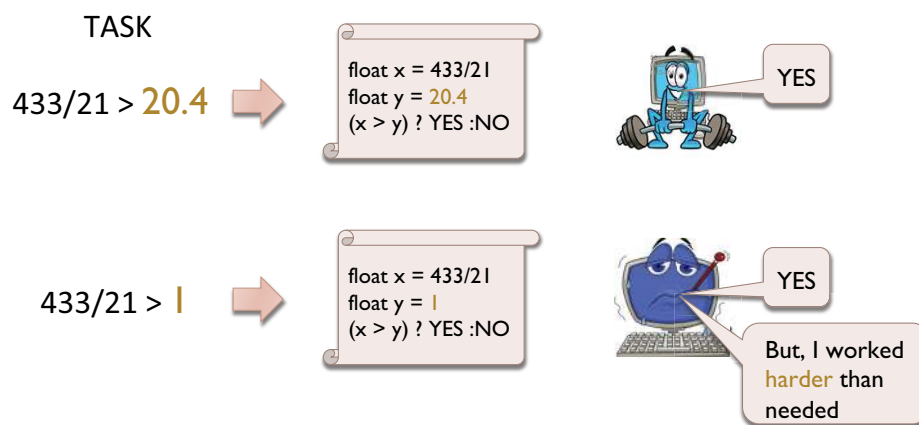 TASK
433/21 > 20.4
float x = 433/21
float y = 20.4
(x > y) ? YES :NO
YES
433/21 > 1
float x = 433/21
float y = 1
(x > y) ? YES :NO
YES
But, I worked
harder than
needed